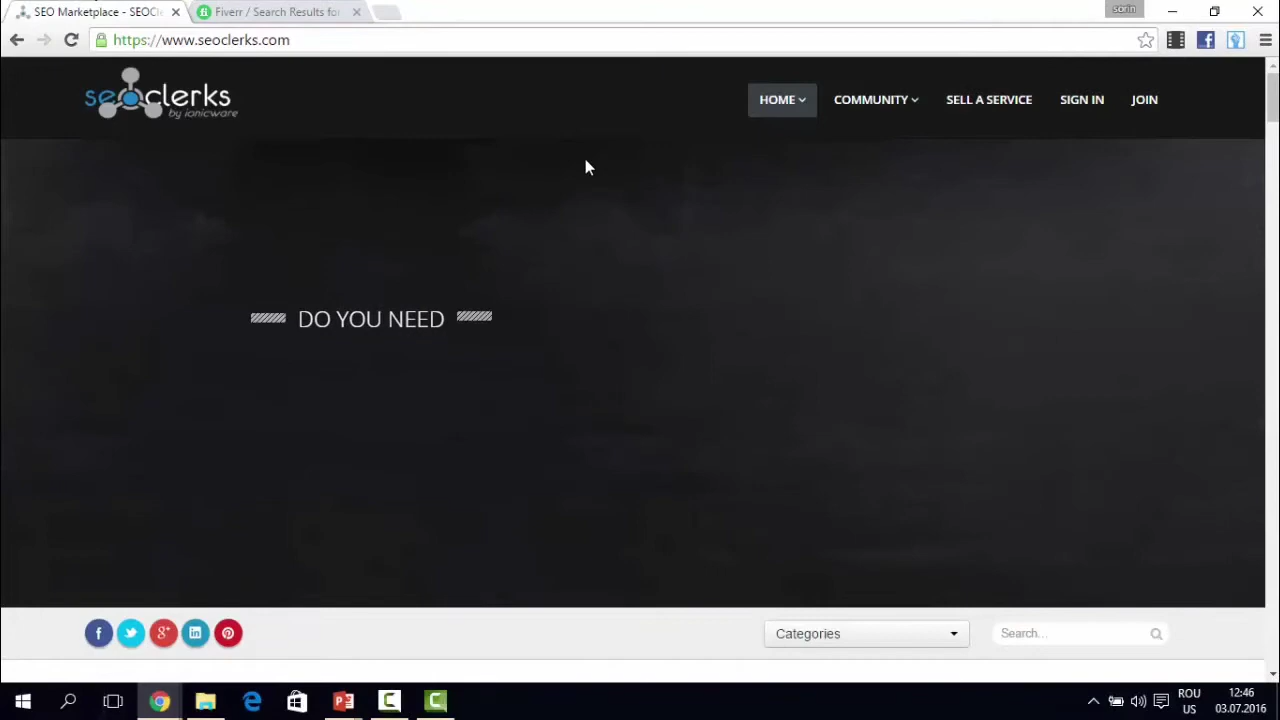 SEO Marketplace - SEOCl
Fiverr / Search Results for
sorin
https://www.seoclerks.com
seoclerks
by ionicware
HOME
COMMUNITY
SELL A SERVICE
SIGN IN
JOIN
DO YOU NEED
Categories
Search...
ROU
US
12:46
03.07.2016